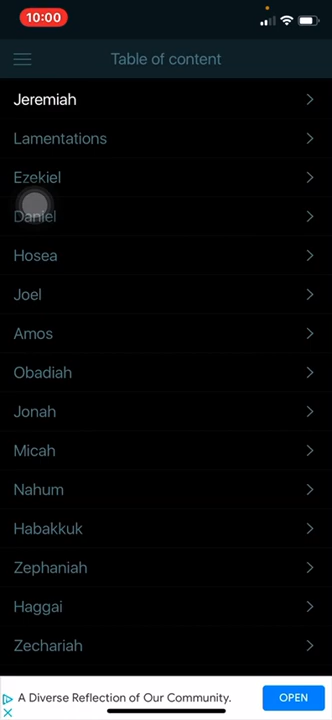 10:00
Table of content
Jeremiah
Lamentations
Ezekiel
Daniel
Hosea
Joel
Amos
Obadiah
Jonah
Micah
Nahum
Habakkuk
Zephaniah
Haggai
Zechariah
A Diverse Reflection of Our Community.
OPEN